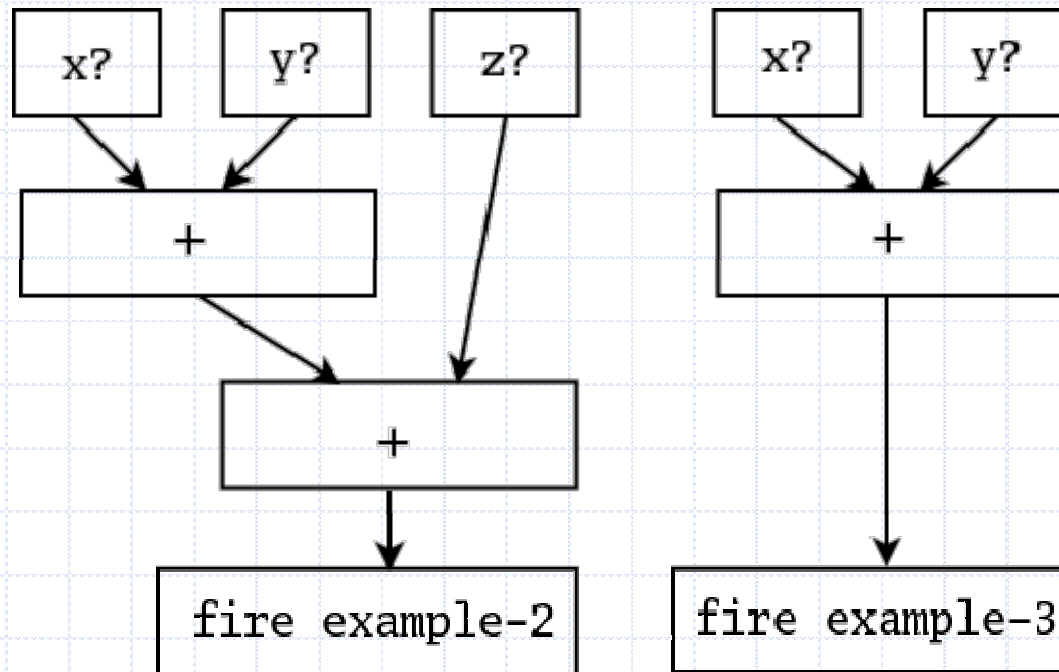 x? y? z? x? y?
+ +
+
fire example-2 fire example-3